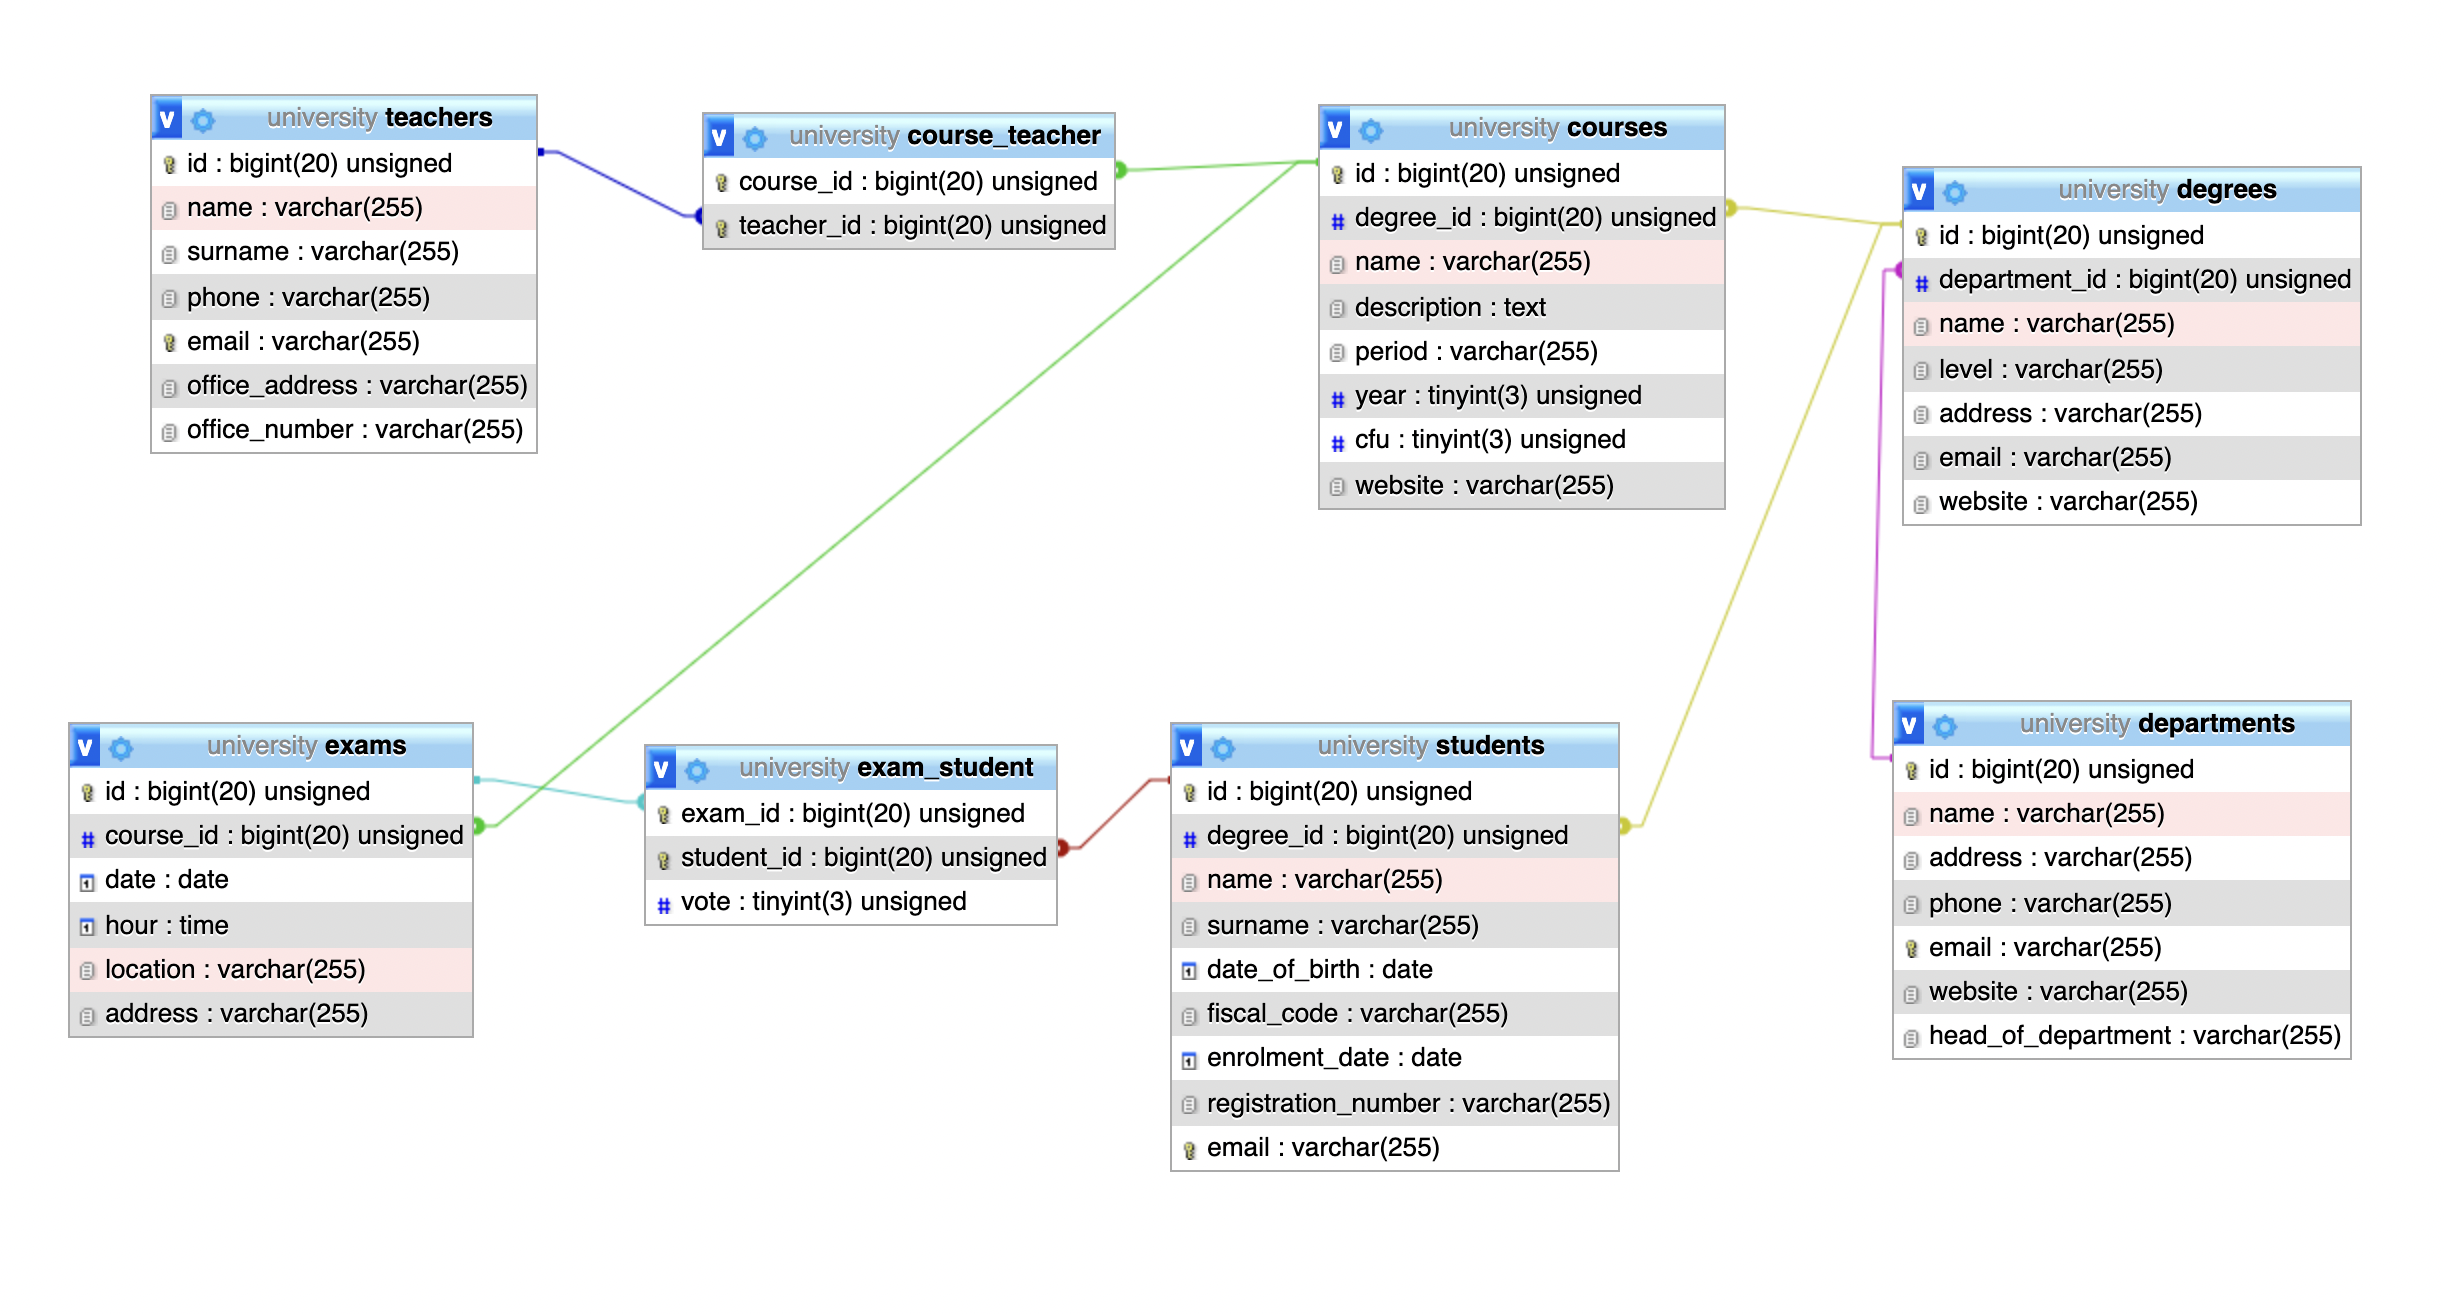 university teachers
id : bigint(20) unsigned
name : varchar(255)
surname : varchar(255)
phone : varchar(255)
email : varchar(255)
office_address : varchar(255)
office_number : varchar(255)
university course_teacher
course_id : bigint(20) unsigned
teacher_id : bigint(20) unsigned
university courses
id : bigint(20) unsigned
degree_id : bigint(20) unsigned
name : varchar(255)
description : text
period : varchar(255)
year : tinyint(3) unsigned
cfu : tinyint(3) unsigned
website : varchar(255)
university degrees
id : bigint(20) unsigned
department_id : bigint(20) unsigned
name : varchar(255)
level : varchar(255)
address : varchar(255)
email : varchar(255)
website : varchar(255)
university exams
id : bigint(20) unsigned
course_id : bigint(20) unsigned
date : date
hour : time
location : varchar(255)
address : varchar(255)
university exam_student
exam_id : bigint(20) unsigned
student_id : bigint(20) unsigned
vote : tinyint(3) unsigned
university students
id : bigint(20) unsigned
degree_id : bigint(20) unsigned
name : varchar(255)
surname : varchar(255)
date_of_birth : date
fiscal_code : varchar(255)
enrolment_date : date
registration_number : varchar(255)
email : varchar(255)
university departments
id : bigint(20) unsigned
name : varchar(255)
address : varchar(255)
phone : varchar(255)
email : varchar(255)
website : varchar(255)
head_of_department : varchar(255)